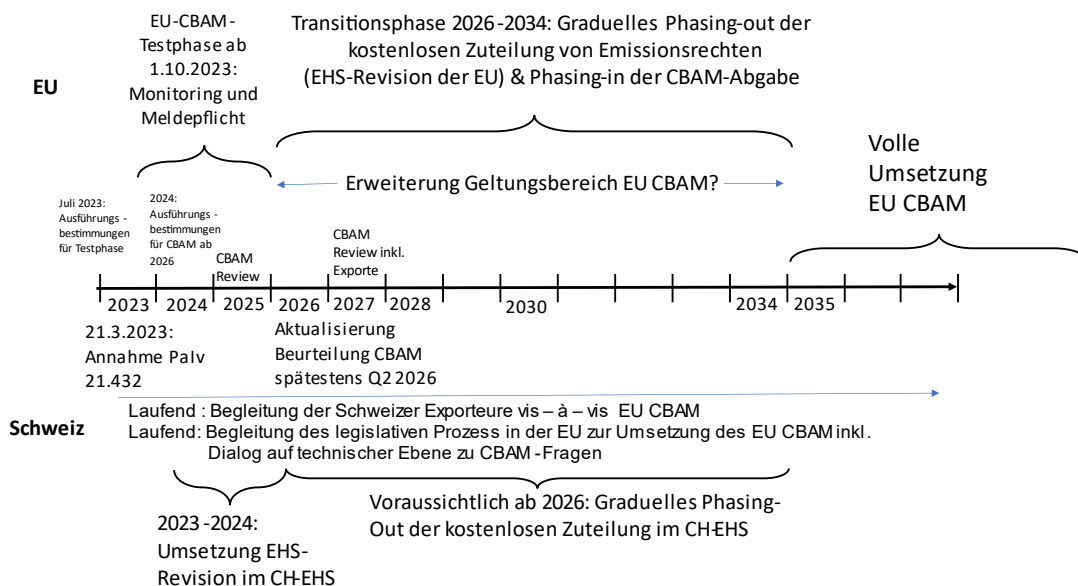 EU-CBAM-
Testphase ab
1.10.2023:
Monitoring und
Meldepflicht
Transitionsphase 2026-2034: Graduelles Phasing-out der
kostenlosen Zuteilung von Emissionsrechten
(EHS-Revision der EU) & Phasing-in der CBAM-Abgabe
EU
Volle
Umsetzung
EU CBAM
Erweiterung Geltungsbereich EU CBAM?
Juli 2023:
Ausführungs-
bestimmungen
für Testphase
2024:
Ausführungs-
bestimmungen
für CBAM ab
2026
CBAM
Review
CBAM
Review inkl.
Exporte
2023 2024 2025 2026 2027 2028 2030 2034 2035
21.3.2023:
Annahme PaIv
21.432
Aktualisierung
Beurteilung CBAM
spätestens Q2 2026
Schweiz
Laufend : Begleitung der Schweizer Exporteure vis – à – vis EU CBAM
Laufend: Begleitung des legislativen Prozess in der EU zur Umsetzung des EU CBAM inkl.
Dialog auf technischer Ebene zu CBAM-Fragen
2023-2024:
Umsetzung EHS-
Revision im CH-EHS
Voraussichtlich ab 2026: Graduelles Phasing-
Out der kostenlosen Zuteilung im CH-EHS